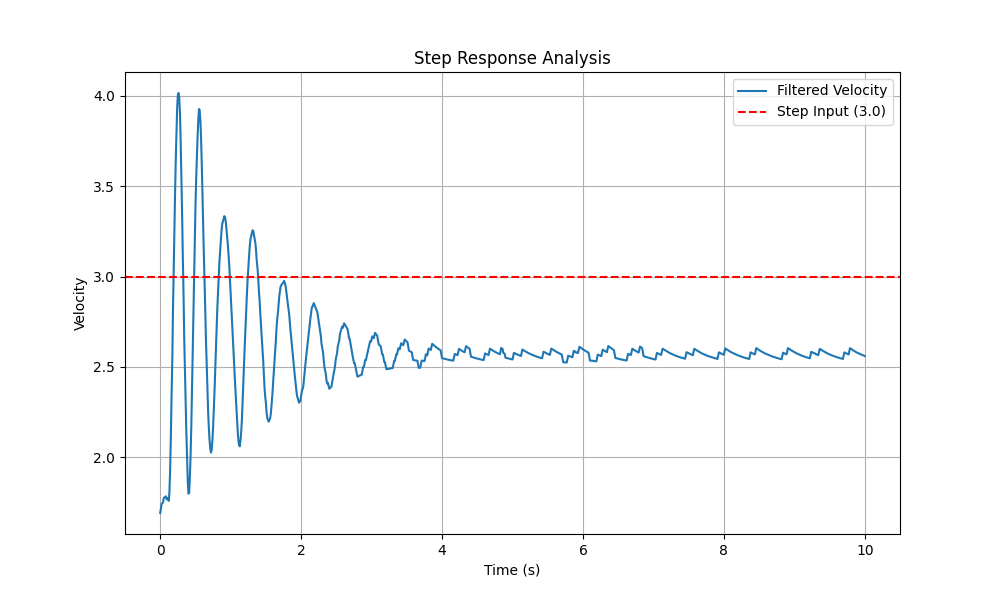 Step Response Analysis
Filtered Velocity
Step Input (3.0)
Velocity
4.0
3.5
3.0
2.5
2.0
0
2
4
6
8
10
Time (s)